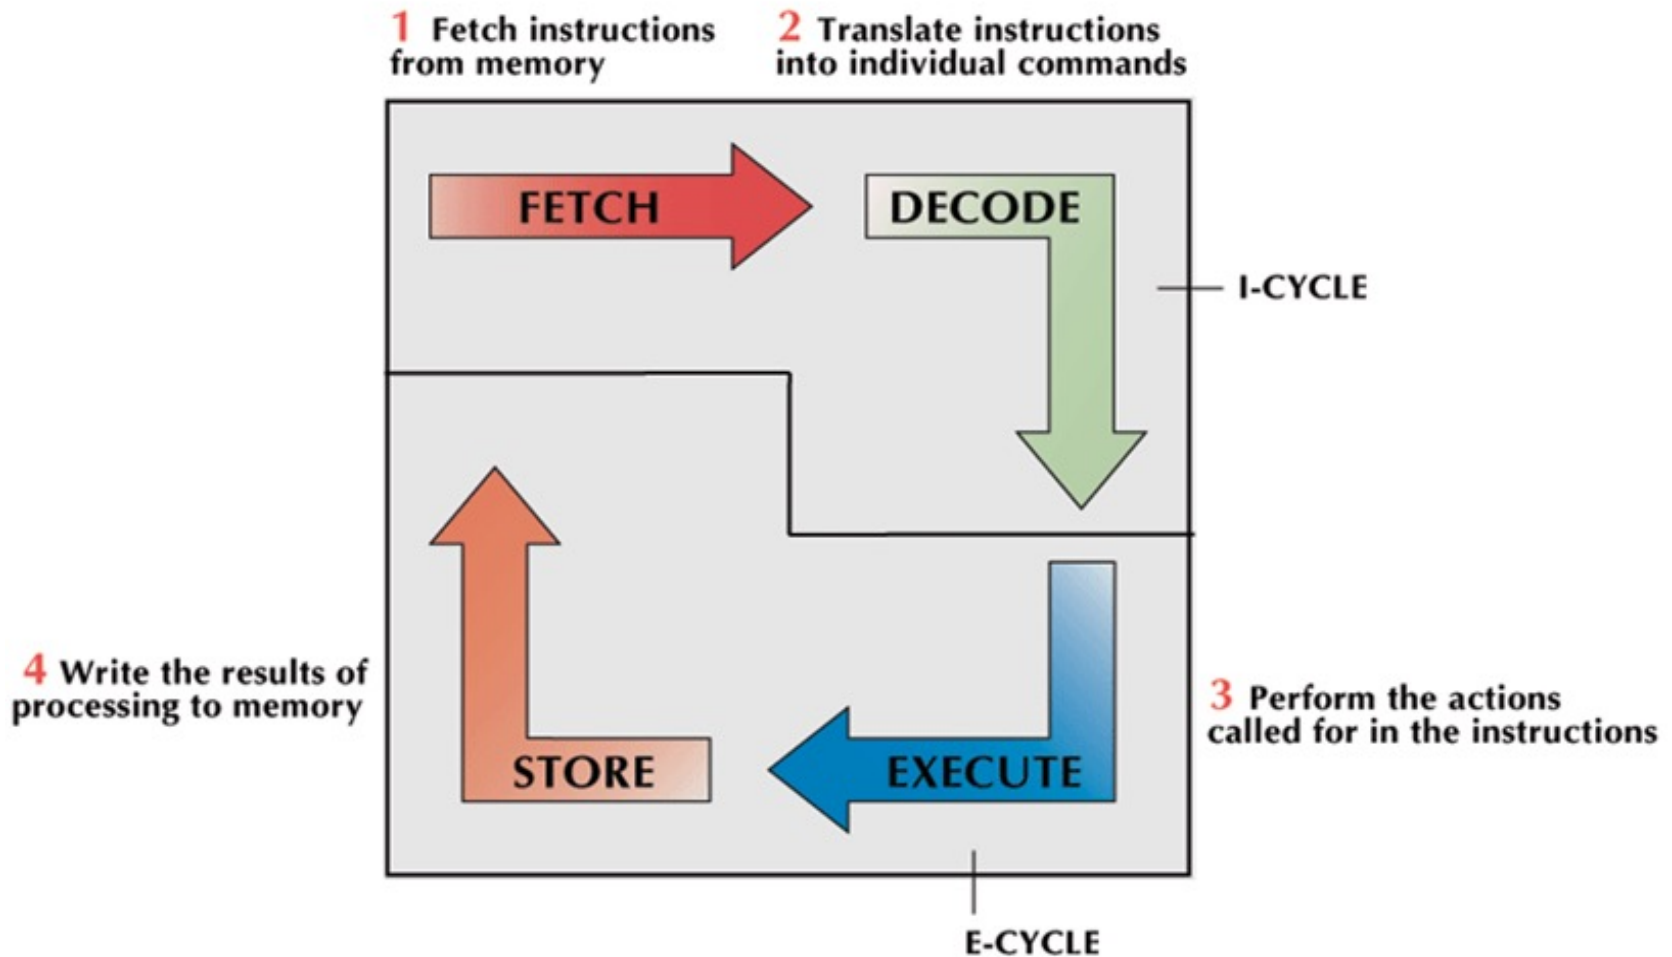 1 Fetch instructions
from memory
2 Translate instructions
into individual commands
FETCH
DECODE
I-CYCLE
3 Perform the actions
called for in the instructions
EXECUTE
4 Write the results of
processing to memory
STORE
E-CYCLE